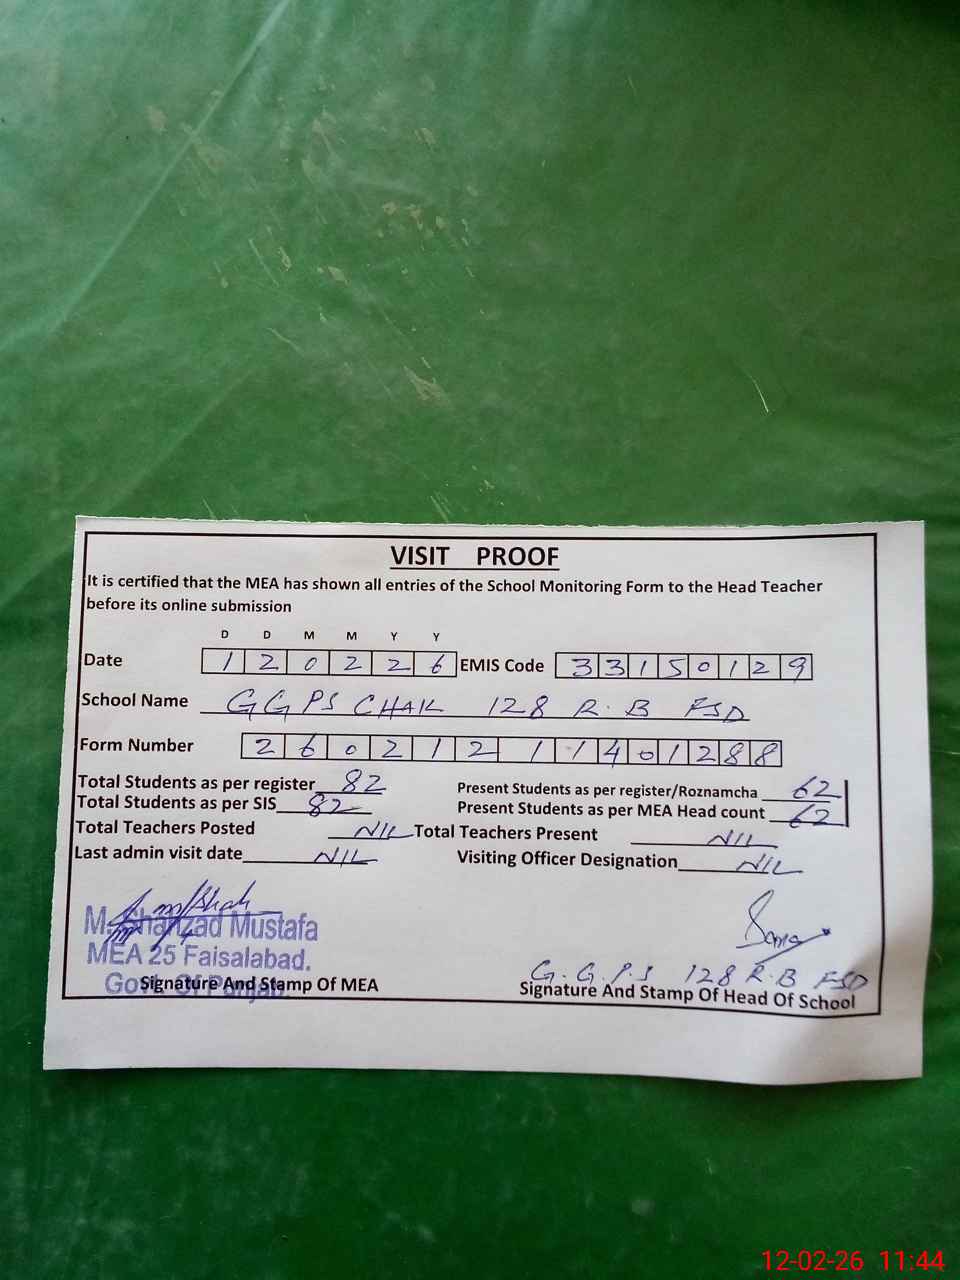 VISIT PROOF
It is certified that the MEA has shown all entries of the School Monitoring Form to the Head Teacher
before its online submission
D D M M Y Y
Date 1 2 0 2 2 6 EMIS Code 3 3 1 5 0 1 2 9
School Name GGPS CHAK 128 R.B FSD
Form Number 2 6 0 2 1 2 1 1 4 0 1 2 8 8
Total Students as per register 82 Present Students as per register/Roznamcha 62
Total Students as per SIS 82 Present Students as per MEA Head count 62
Total Teachers Posted NIL Total Teachers Present NIL
Last admin visit date NIL Visiting Officer Designation NIL
M. Shahzad Mustafa
MEA 25 Faisalabad.
Govt. Of Punjab
G.G.P.S 128 R.B FSD
Signature And Stamp Of MEA Signature And Stamp Of Head Of School
12-02-26 11:44